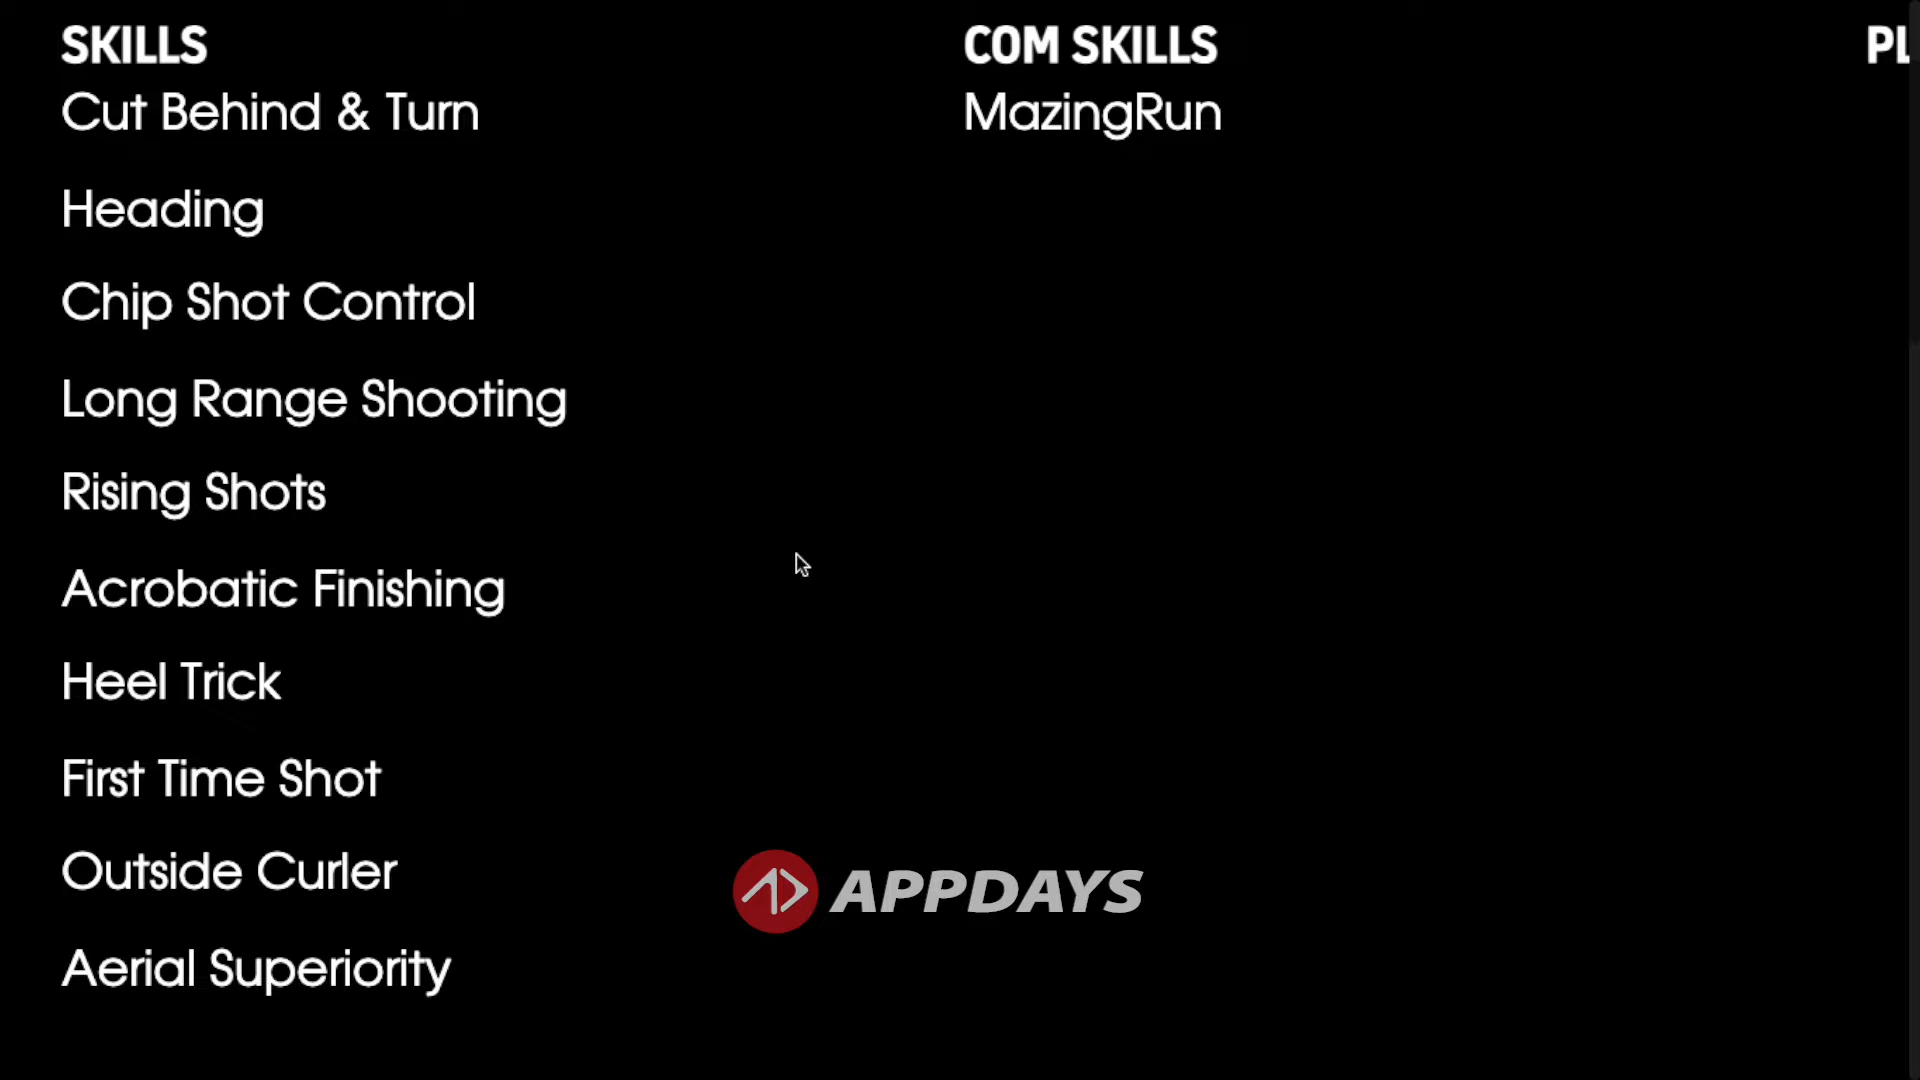 SKILLS
Cut Behind & Turn
Heading
Chip Shot Control
Long Range Shooting
Rising Shots
Acrobatic Finishing
Heel Trick
First Time Shot
Outside Curler
Aerial Superiority
COM SKILLS
MazingRun
PL
APPDAYS